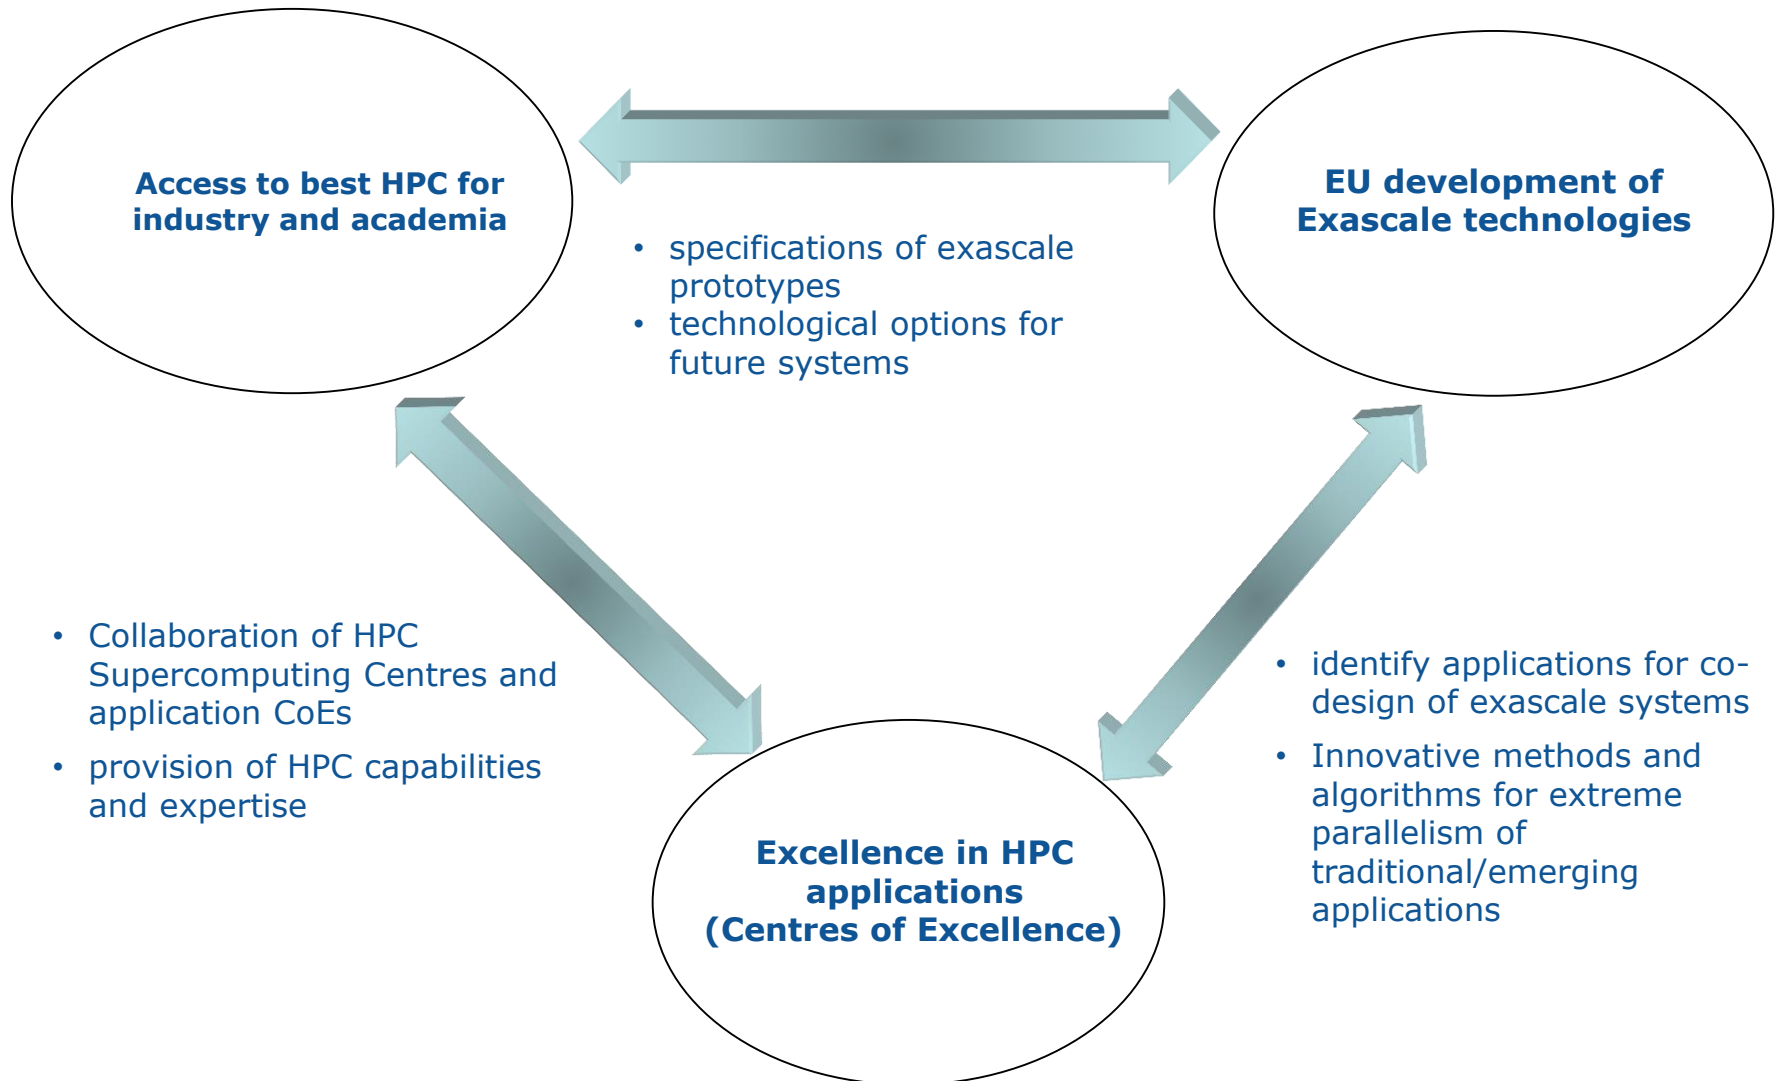 Access to best HPC for
industry and academia
EU development of
Exascale technologies
• specifications of exascale
prototypes
• technological options for
future systems
• Collaboration of HPC
Supercomputing Centres and
application CoEs
• provision of HPC capabilities
and expertise
• identify applications for co-
design of exascale systems
• Innovative methods and
algorithms for extreme
parallelism of
traditional/emerging
applications
Excellence in HPC
applications
(Centres of Excellence)